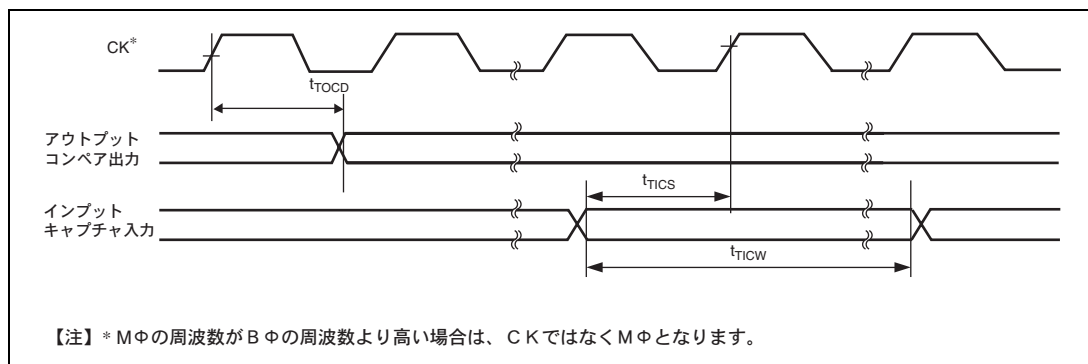 CK*
tTOCD
アウトプット
コンペア出力
tTICS
インプット
キャプチャ入力
tTICW
【注】* MΦの周波数がBΦの周波数より高い場合は、CKではなくMΦとなります。